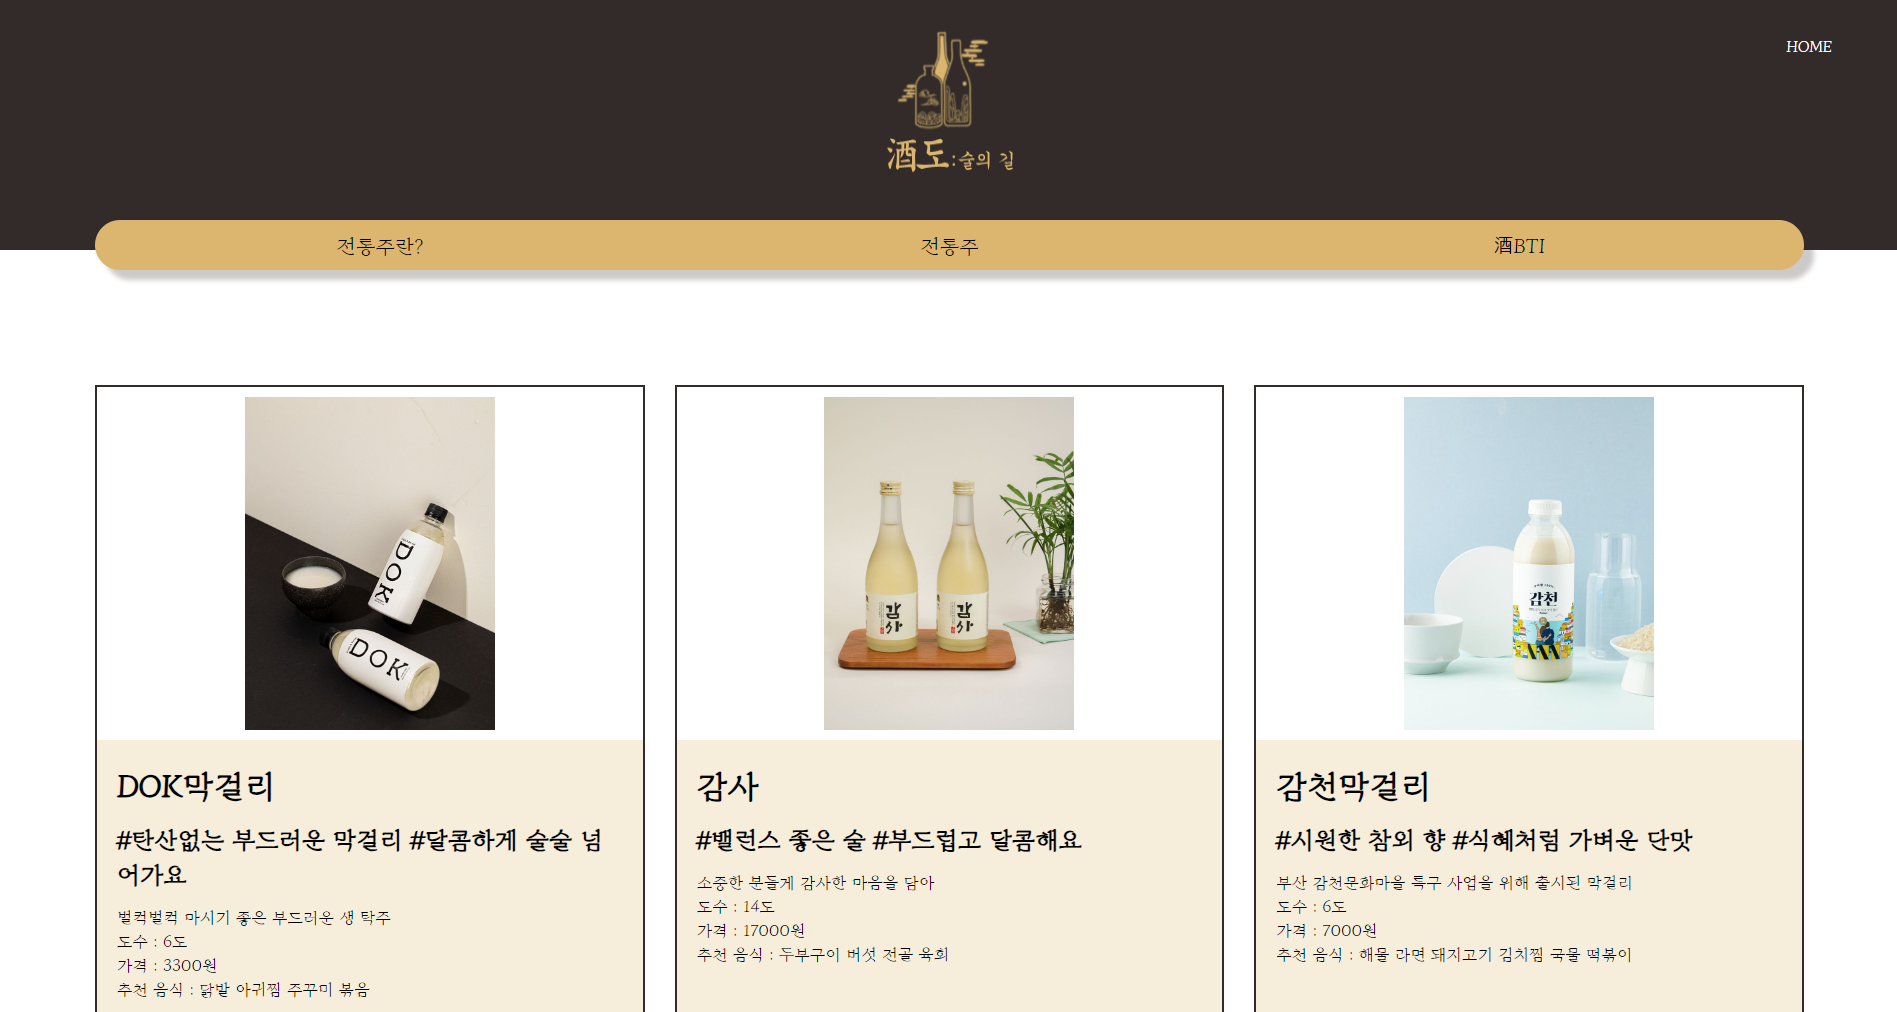 HOME
酒도:술의 길
전통주란?
전통주
酒BTI
DOK
DOK
감사
감사
감천
DOK막걸리
#탄산없는 부드러운 막걸리 #달콤하게 술술 넘
어가요
벌컥벌컥 마시기 좋은 부드러운 생 탁주
도수 : 6도
가격 : 3300원
추천 음식 : 닭발 아귀찜 주꾸미 볶음
감사
#밸런스 좋은 술 #부드럽고 달콤해요
소중한 분들게 감사한 마음을 담아
도수 : 14도
가격 : 17000원
추천 음식 : 두부구이 버섯 전골 육회
감천막걸리
#시원한 참외 향 #식혜처럼 가벼운 단맛
부산 감천문화마을 특구 사업을 위해 출시된 막걸리
도수 : 6도
가격 : 7000원
추천 음식 : 해물 라면 돼지고기 김치찜 국물 떡볶이